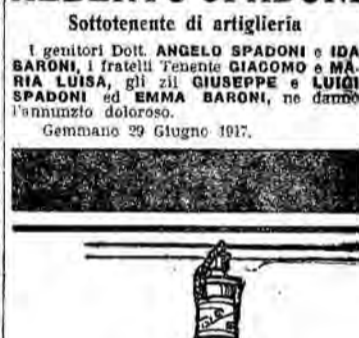 Sottotenente di artiglieria
I genitori Dott. ANGELO SPADONI e IDA
BARONI, i fratelli Tenente GIACOMO e MA-
RIA LUISA, gli zii GIUSEPPE e LUIGI
SPADONI ed EMMA BARONI, ne danno
l'annunzio doloroso.
Gemmano 29 Giugno 1917.